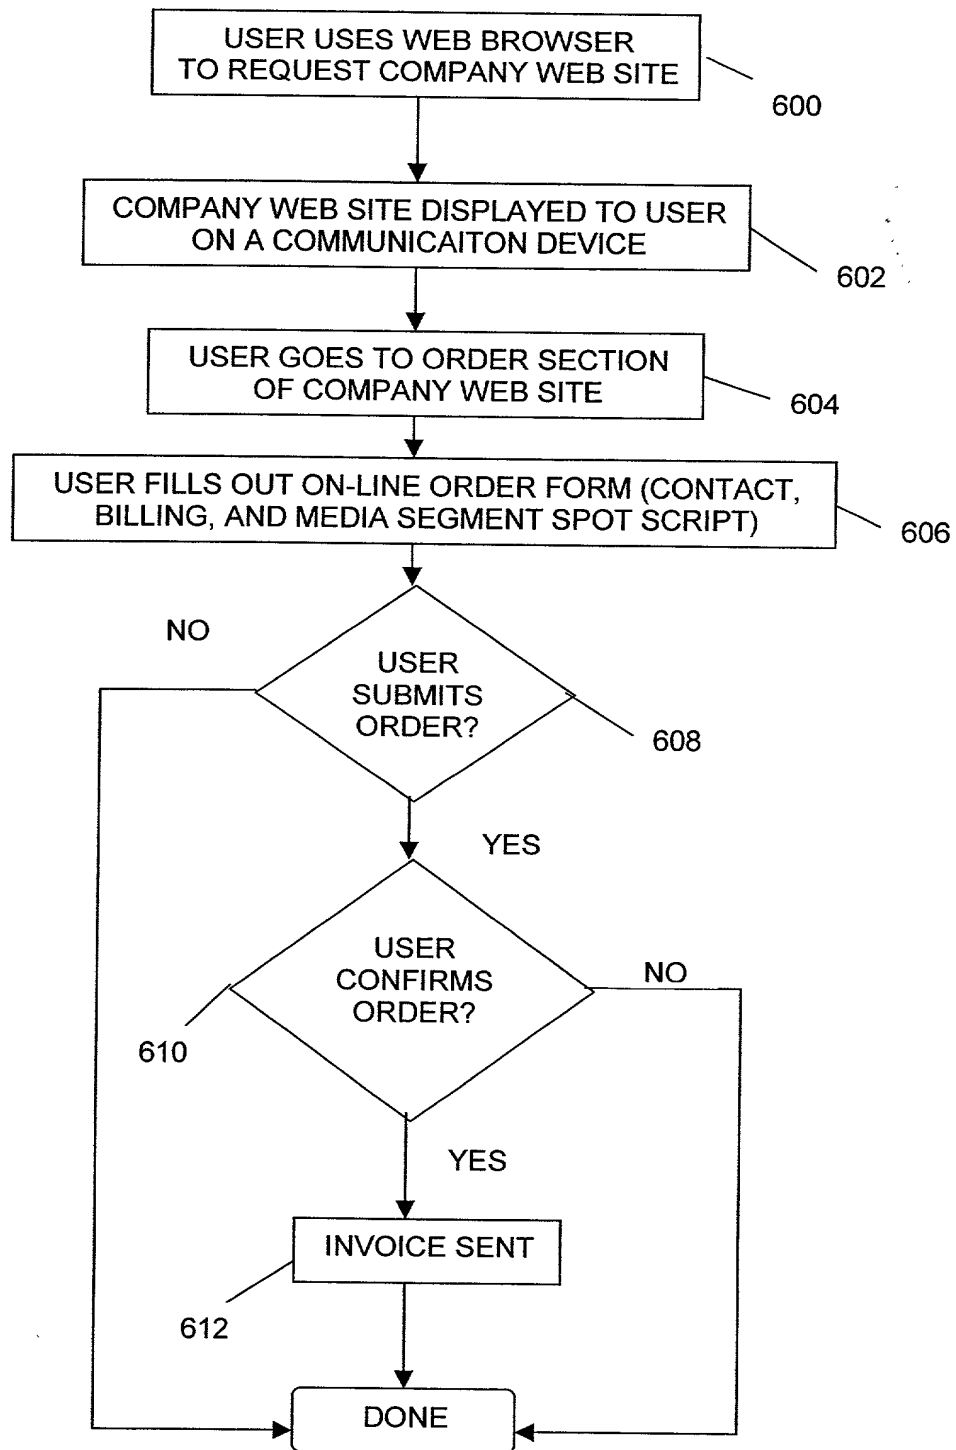 USER USES WEB BROWSER
TO REQUEST COMPANY WEB SITE
600
COMPANY WEB SITE DISPLAYED TO USER
ON A COMMUNICAITON DEVICE
602
USER GOES TO ORDER SECTION
OF COMPANY WEB SITE
604
USER FILLS OUT ON-LINE ORDER FORM (CONTACT,
BILLING, AND MEDIA SEGMENT SPOT SCRIPT)
606
NO
USER
SUBMITS
ORDER?
608
YES
USER
CONFIRMS
ORDER?
NO
610
YES
INVOICE SENT
612
DONE